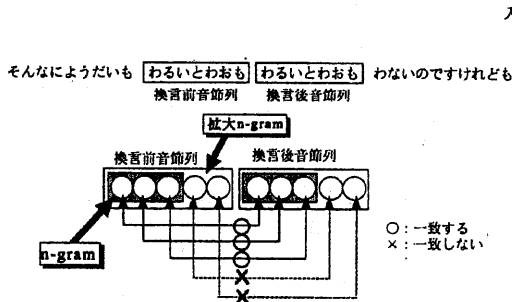 そんなにようだいも わるいとわおも わるいとわおも わないのですけれども
換言前音節列 換言後音節列
拡大n-gram
換言前音節列 換言後音節列
n-gram
○：一致する
×：一致しない